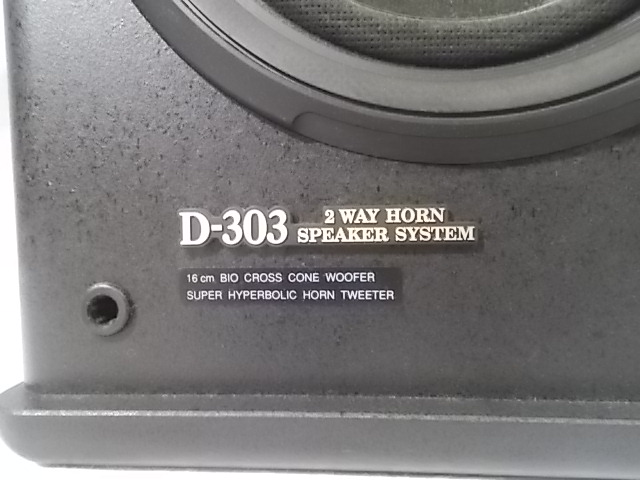 D-303
2 WAY HORN
SPEAKER SYSTEM
16 cm BIO CROSS CONE WOOFER
SUPER HYPERBOLIC HORN TWEETER